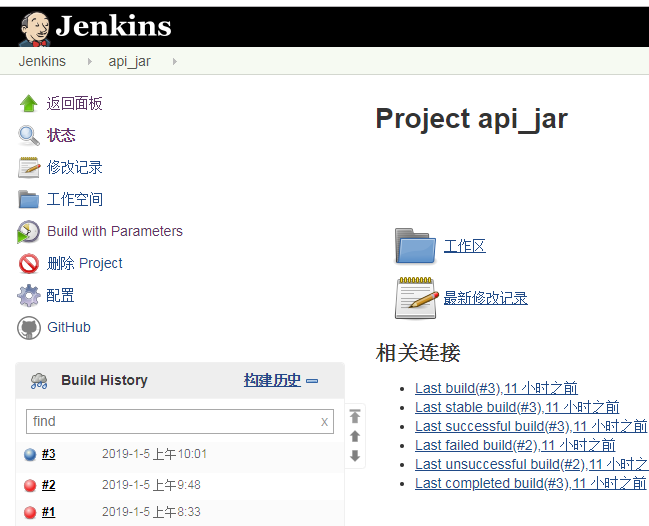 Jenkins
Jenkins api_jar
返回面板
状态
修改记录
工作空间
Build with Parameters
删除 Project
配置
GitHub
Build History 构建历史
find x
#3 2019-1-5 上午10:01
#2 2019-1-5 上午9:48
#1 2019-1-5 上午8:33
Project api_jar
工作区
最新修改记录
相关连接
Last build(#3),11 小时之前
Last stable build(#3),11 小时之前
Last successful build(#3),11 小时之前
Last failed build(#2),11 小时之前
Last unsuccessful build(#2),11 小时之
Last completed build(#3),11 小时之前